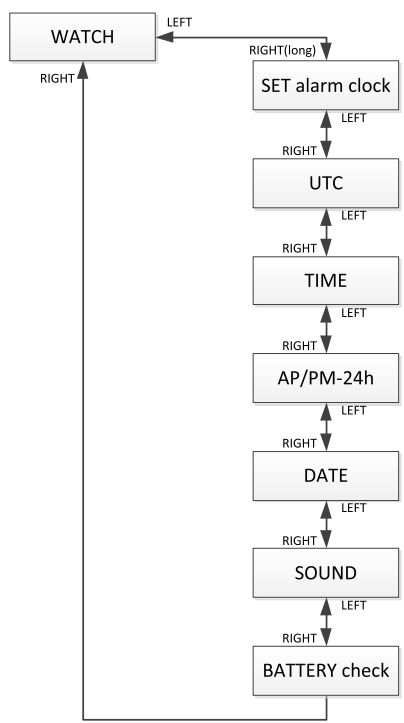 WATCH
LEFT
RIGHT(long)
RIGHT
SET alarm clock
LEFT
RIGHT
UTC
LEFT
RIGHT
TIME
LEFT
RIGHT
AP/PM-24h
LEFT
RIGHT
DATE
LEFT
RIGHT
SOUND
LEFT
RIGHT
BATTERY check